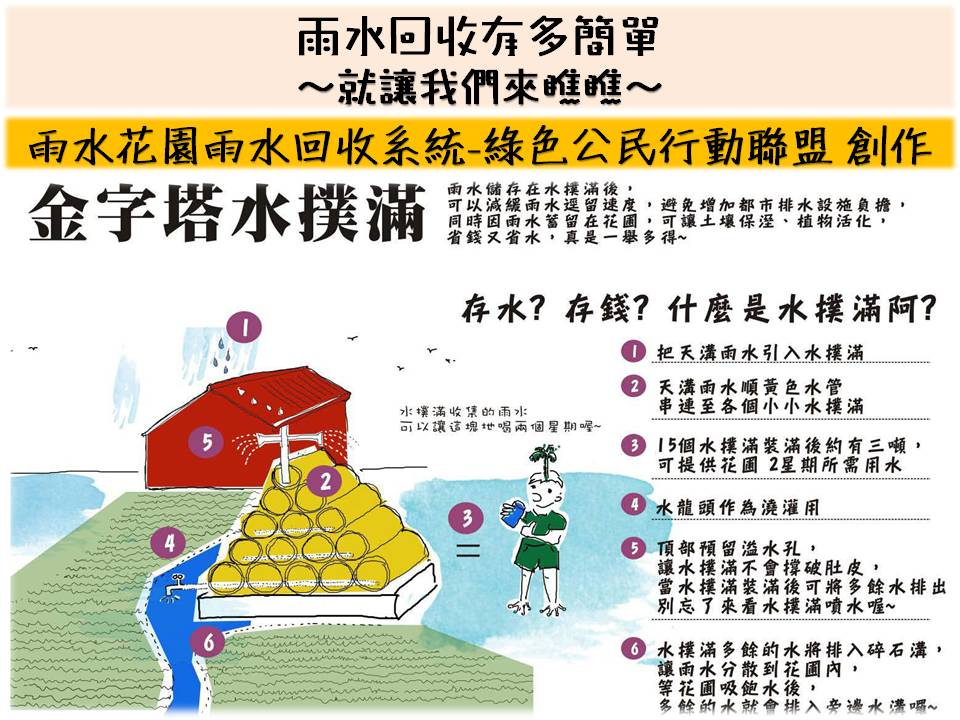 雨水回收有多簡單
～就讓我們來瞧瞧～
雨水花園雨水回收系統-綠色公民行動聯盟 創作
金字塔水撲滿
雨水儲存在水撲滿後，
可以減緩雨水逕留速度，避免增加都市排水設施負擔，
同時因雨水蓄留在花圃，可讓土壤保溼、植物活化，
省錢又省水，真是一舉多得~
存水? 存錢? 什麼是水撲滿阿?
1 把天溝雨水引入水撲滿
2 天溝雨水順黃色水管
串連至各個小小水撲滿
3 15個水撲滿裝滿後約有三噸，
可提供花圃 2星期所需用水
4 水龍頭作為澆灌用
5 頂部預留溢水孔，
讓水撲滿不會撐破肚皮，
當水撲滿裝滿後可將多餘水排出
別忘了來看水撲滿噴水喔~
6 水撲滿多餘的水將排入碎石溝，
讓雨水分散到花圃內，
等花圃吸飽水後，
多餘的水就會排入旁邊水溝囉~
水撲滿收集的雨水
可以讓這塊地喝兩個星期喔~
1
5
2
3
=
4
6